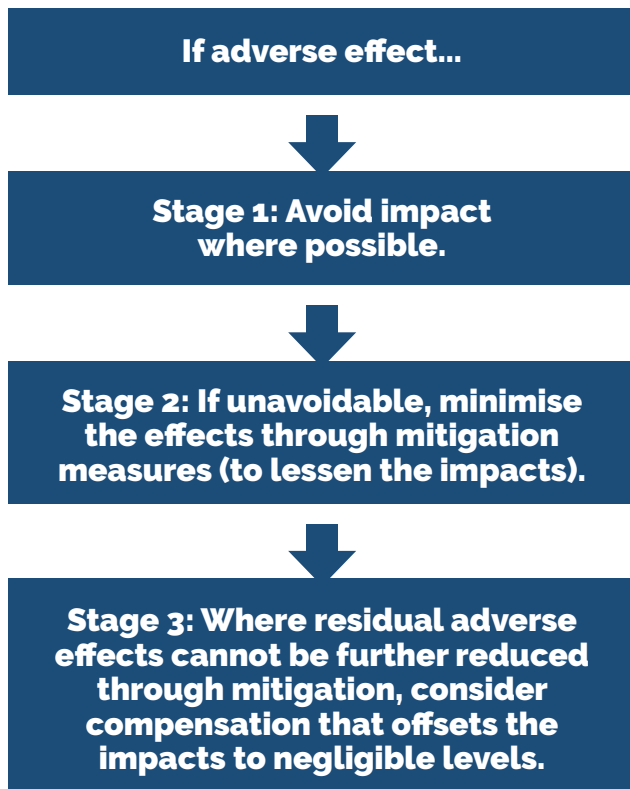 If adverse effect...
Stage 1: Avoid impact
where possible.
Stage 2: If unavoidable, minimise
the effects through mitigation
measures (to lessen the impacts).
Stage 3: Where residual adverse
effects cannot be further reduced
through mitigation, consider
compensation that offsets the
impacts to negligible levels.